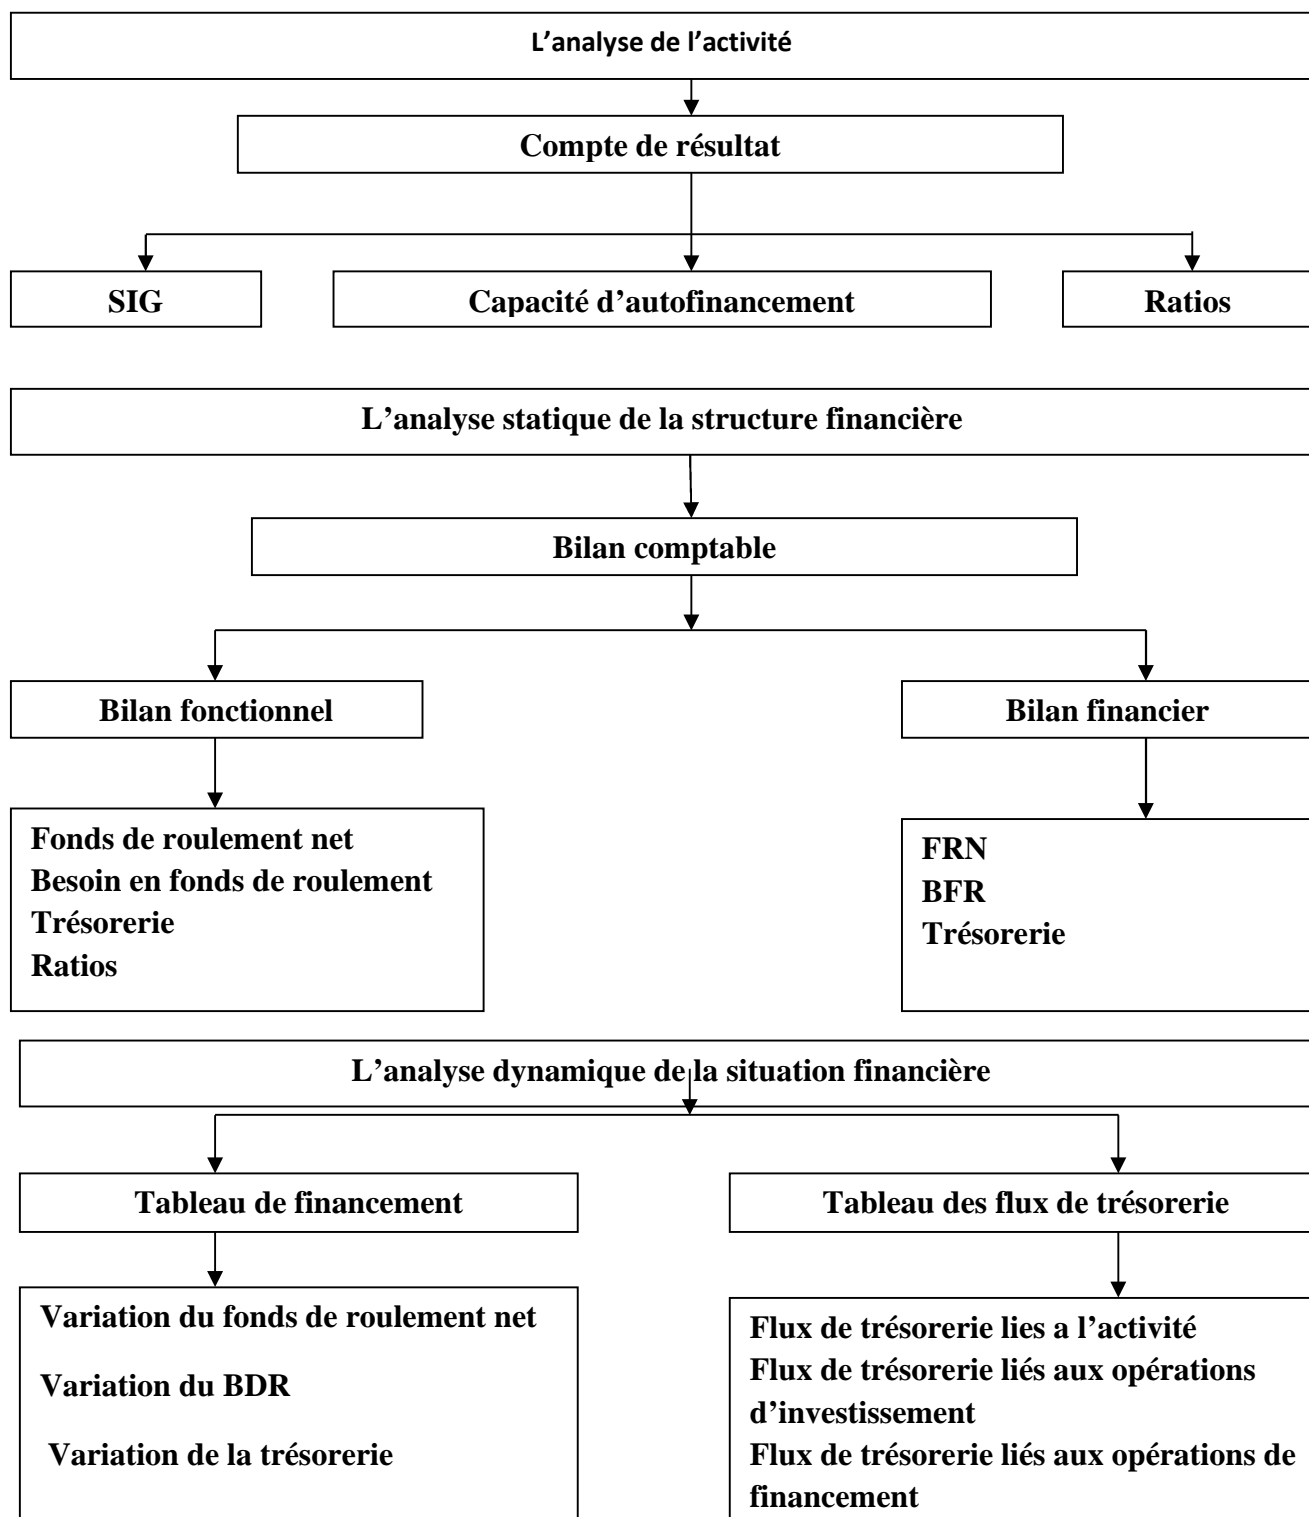 L’analyse de l’activité
Compte de résultat
SIG
Capacité d’autofinancement
Ratios
L’analyse statique de la structure financière
Bilan comptable
Bilan fonctionnel
Bilan financier
Fonds de roulement net
Besoin en fonds de roulement
Trésorerie
Ratios
FRN
BFR
Trésorerie
L’analyse dynamique de la situation financière
Tableau de financement
Tableau des flux de trésorerie
Variation du fonds de roulement net
Variation du BDR
Variation de la trésorerie
Flux de trésorerie lies a l’activité
Flux de trésorerie liés aux opérations
d’investissement
Flux de trésorerie liés aux opérations de
financement